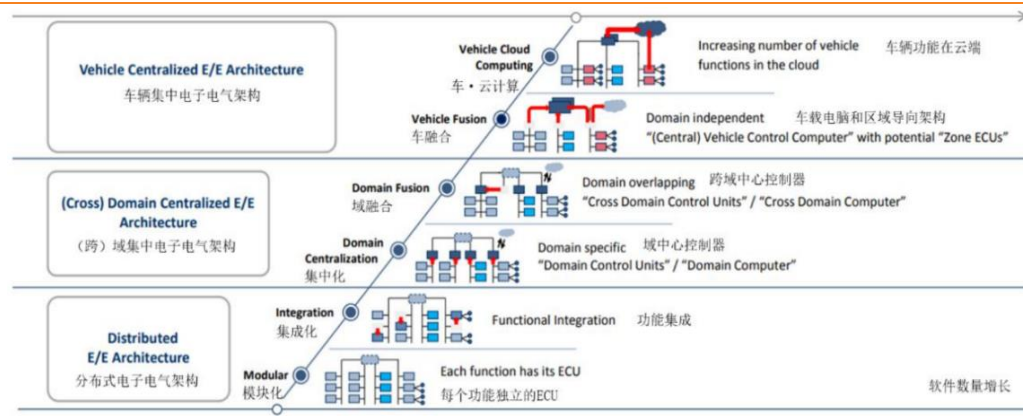 Vehicle Centralized E/E Architecture
车辆集中电子电气架构
Vehicle Cloud
Computing
车·云计算
Increasing number of vehicle
functions in the cloud
车辆功能在云端
Vehicle Fusion
车融合
Domain independent 车载电脑和区域导向架构
“(Central) Vehicle Control Computer” with potential “Zone ECUs”
(Cross) Domain Centralized E/E
Architecture
（跨）域集中电子电气架构
Domain Fusion
域融合
Domain overlapping 跨域中心控制器
“Cross Domain Control Units” / “Cross Domain Computer”
Domain
Centralization
集中化
Domain specific 域中心控制器
“Domain Control Units” / “Domain Computer”
Distributed
E/E Architecture
分布式电子电气架构
Integration
集成化
Functional Integration 功能集成
Modular
模块化
Each function has its ECU
每个功能独立的ECU
软件数量增长